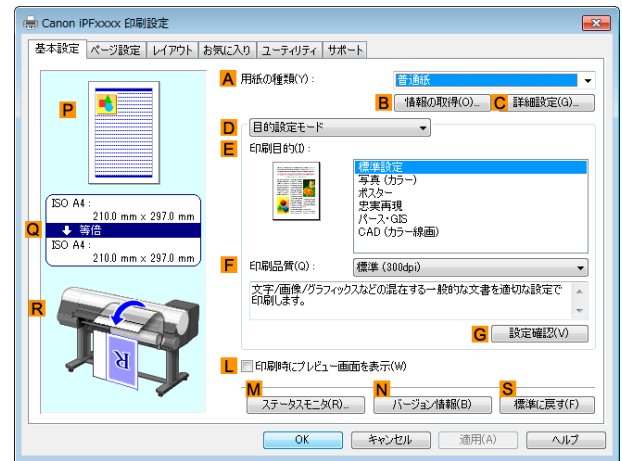 Canon iPFxxxx 印刷設定
基本設定 ページ設定 レイアウト お気に入り ユーティリティ サポート
A 用紙の種類(Y)： 普通紙
B 情報の取得(O)... C 詳細設定(G)...
P
D 目的設定モード
E 印刷目的(I)：
標準設定
写真 (カラー)
ポスター
忠実再現
パース・GIS
CAD (カラー線画)
ISO A4：
210.0 mm x 297.0 mm
Q 等倍
ISO A4：
210.0 mm x 297.0 mm
F 印刷品質(Q)： 標準 (300dpi)
文字/画像/グラフィックスなどの混在する一般的な文書を適切な設定で
印刷します。
R
G 設定確認(V)
R
L 印刷時にプレビュー画面を表示(W)
M N S
ステータスモニタ(R)... バージョン情報(B) 標準に戻す(F)
OK キャンセル 適用(A) ヘルプ